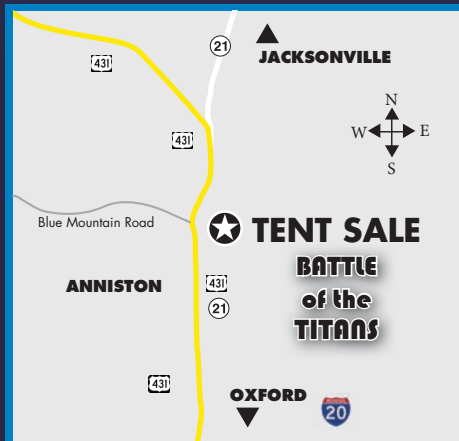 21
431
JACKSONVILLE
N
431
W E
S
Blue Mountain Road
TENT SALE
BATTLE
of the
TITANS
ANNISTON
431
21
431
OXFORD
20